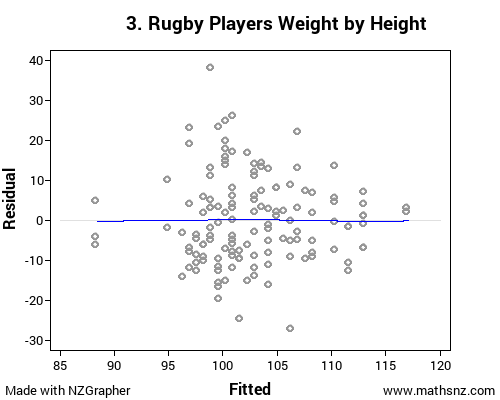 3. Rugby Players Weight by Height
40
30
20
10
0
-10
-20
-30
Residual
85 90 95 100 105 110 115 120
Made with NZGrapher Fitted www.mathsnz.com